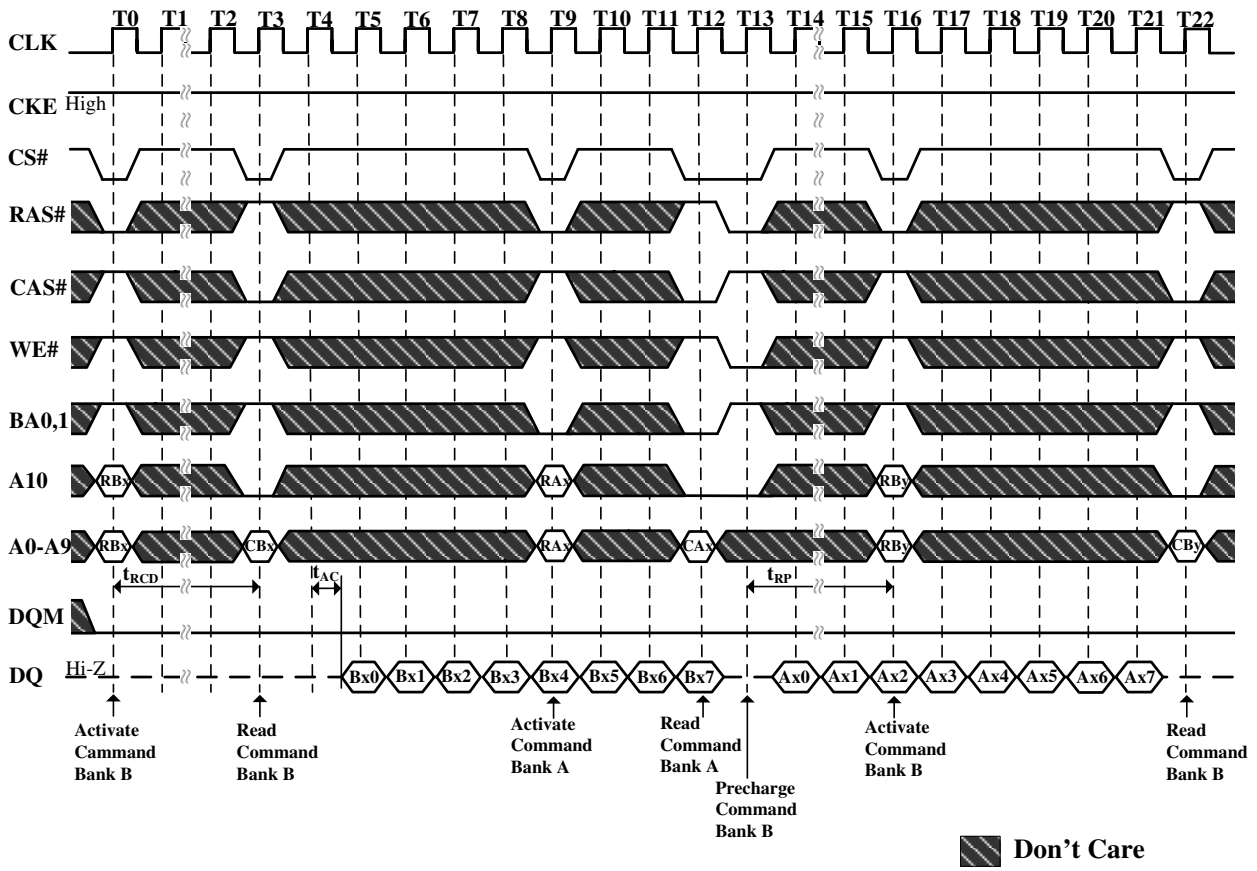 T0 T1 T2 T3 T4 T5 T6 T7 T8 T9 T10 T11 T12 T13 T14 T15 T16 T17 T18 T19 T20 T21 T22
CLK
CKE High
CS#
RAS#
CAS#
WE#
BA0,1
A10 RBx RAx RBy
A0-A9 RBx CBx RAx CAx RBy CBy
tRCD tAC tRP
DQM
DQ Hi-Z Bx0 Bx1 Bx2 Bx3 Bx4 Bx5 Bx6 Bx7 Ax0 Ax1 Ax2 Ax3 Ax4 Ax5 Ax6 Ax7
Activate
Cammand
Bank B
Read
Command
Bank B
Activate
Command
Bank A
Read
Command
Bank A
Precharge
Command
Bank B
Activate
Command
Bank B
Read
Command
Bank B
Don't Care